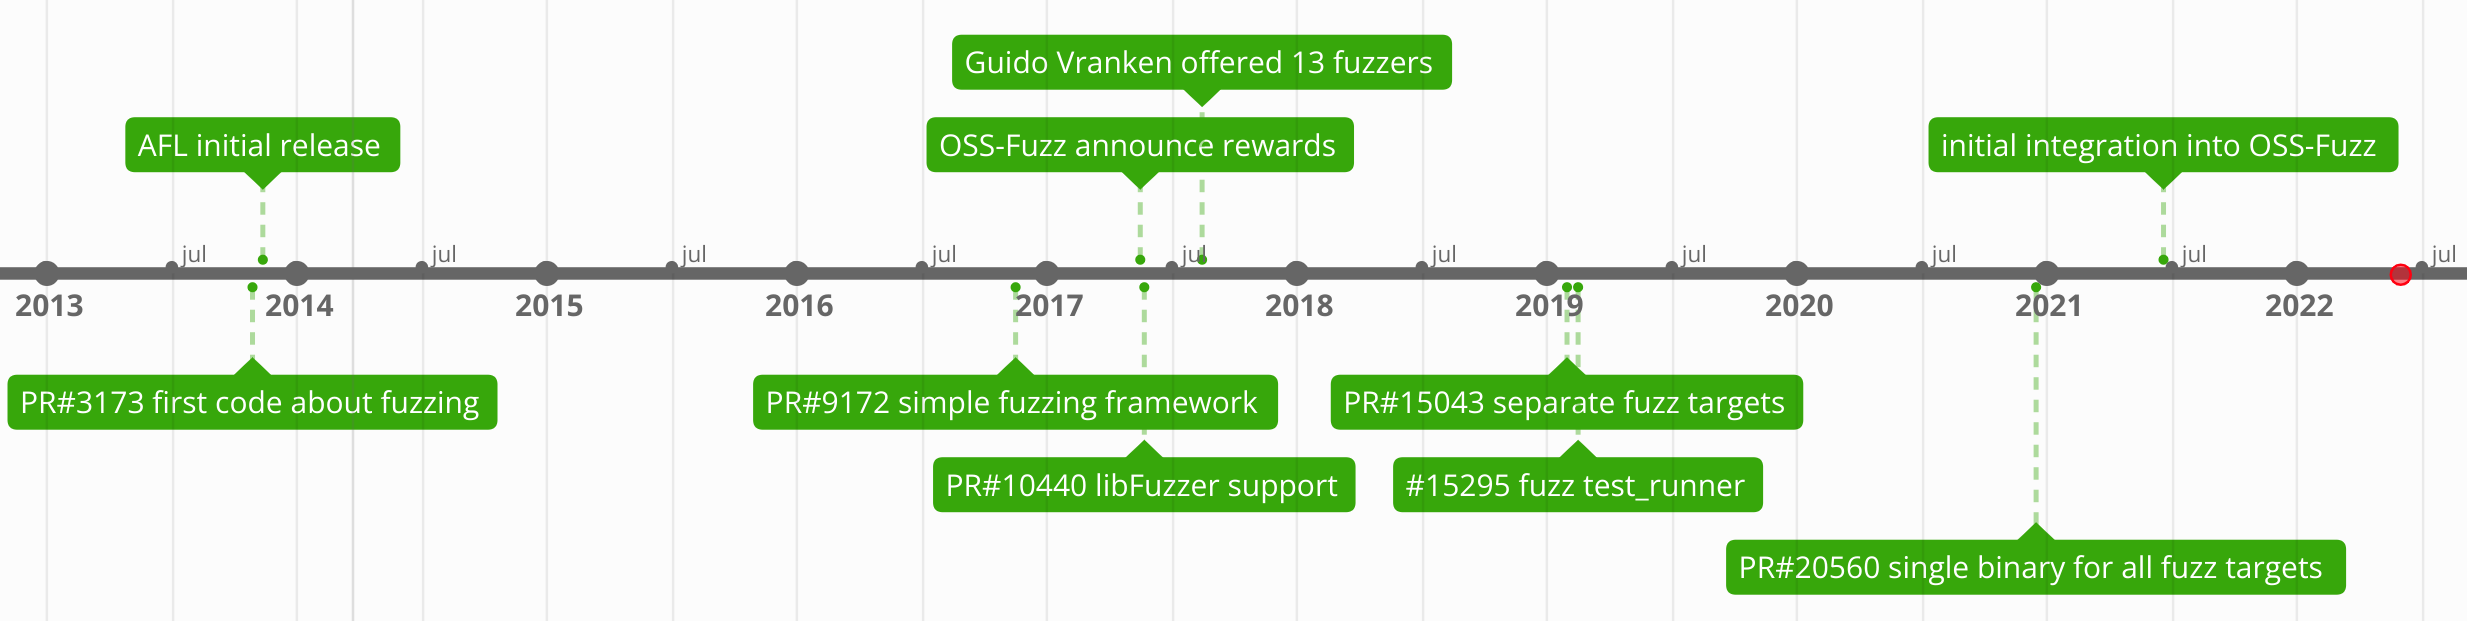 Guido Vranken offered 13 fuzzers
AFL initial release
OSS-Fuzz announce rewards
initial integration into OSS-Fuzz
jul jul jul jul jul jul jul jul jul jul
2013 2014 2015 2016 2017 2018 2019 2020 2021 2022
PR#3173 first code about fuzzing
PR#9172 simple fuzzing framework
PR#15043 separate fuzz targets
PR#10440 libFuzzer support
#15295 fuzz test_runner
PR#20560 single binary for all fuzz targets